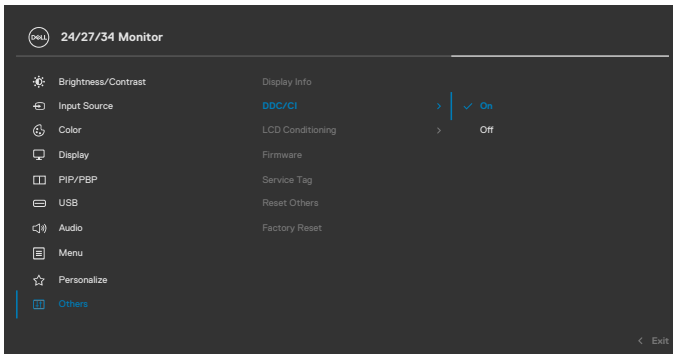 DELL
24/27/34 Monitor
Brightness/Contrast
Input Source
Color
Display
PIP/PBP
USB
Audio
Menu
Personalize
Others
Display Info
DDC/CI
LCD Conditioning
Firmware
Service Tag
Reset Others
Factory Reset
On
Off
Exit